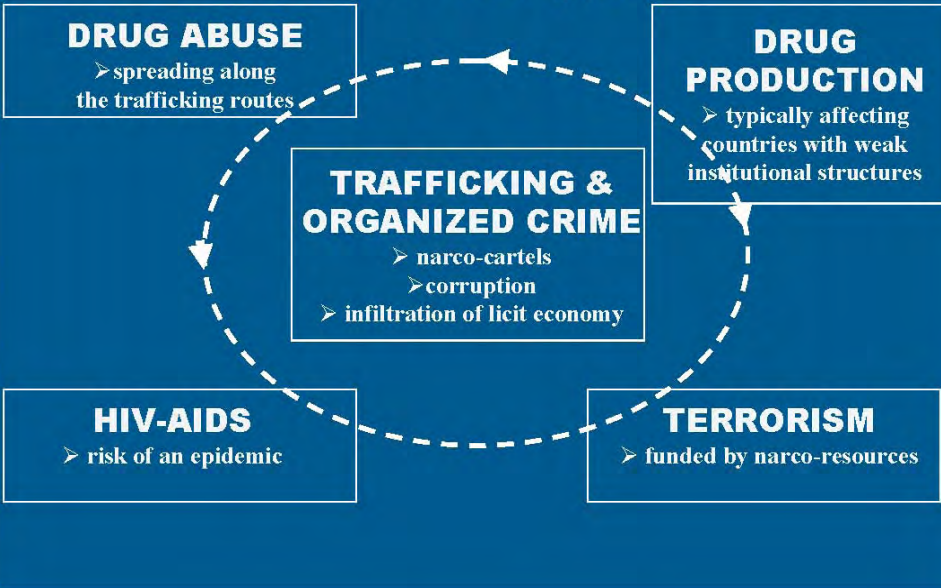 DRUG ABUSE
➢spreading along
the trafficking routes
DRUG
PRODUCTION
➢ typically affecting
countries with weak
institutional structures
TRAFFICKING &
ORGANIZED CRIME
➢ narco-cartels
➢corruption
➢ infiltration of licit economy
HIV-AIDS
➢ risk of an epidemic
TERRORISM
➢ funded by narco-resources